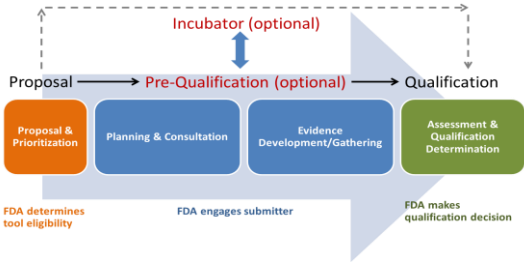 Incubator (optional)
Proposal
Pre-Qualification (optional)
Qualification
Proposal &
Prioritization
Planning & Consultation
Evidence
Development/Gathering
Assessment &
Qualification
Determination
FDA determines
tool eligibility
FDA engages submitter
FDA makes
qualification decision